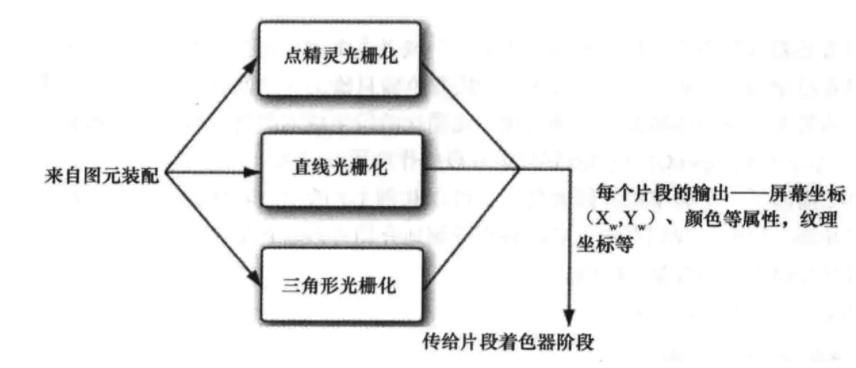 点精灵光栅化
来自图元装配
直线光栅化
三角形光栅化
每个片段的输出——屏幕坐标
（Xw,Yw）、颜色等属性，纹理
坐标等
传给片段着色器阶段